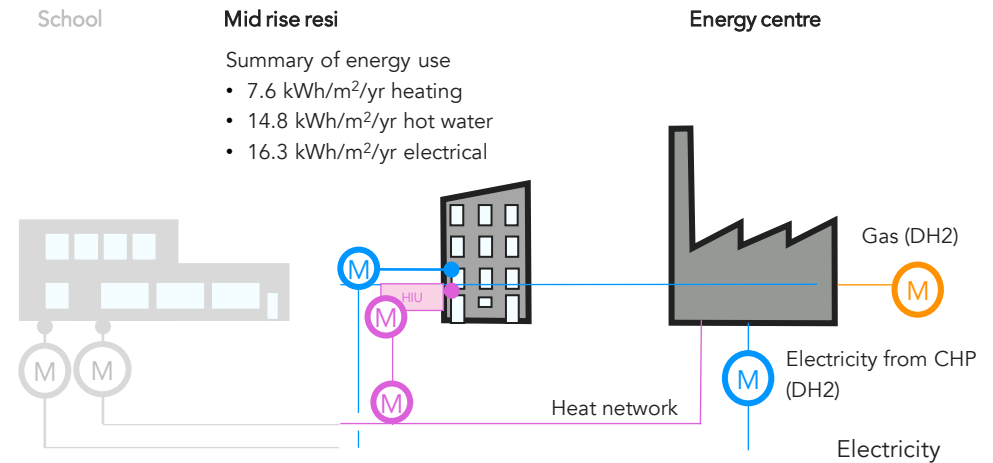 School
Mid rise resi
Energy centre
Summary of energy use
• 7.6 kWh/m²/yr heating
• 14.8 kWh/m²/yr hot water
• 16.3 kWh/m²/yr electrical
Gas (DH2)
M
M
HIU
M
M
M
M
Electricity from CHP
(DH2)
M
M
Heat network
Electricity